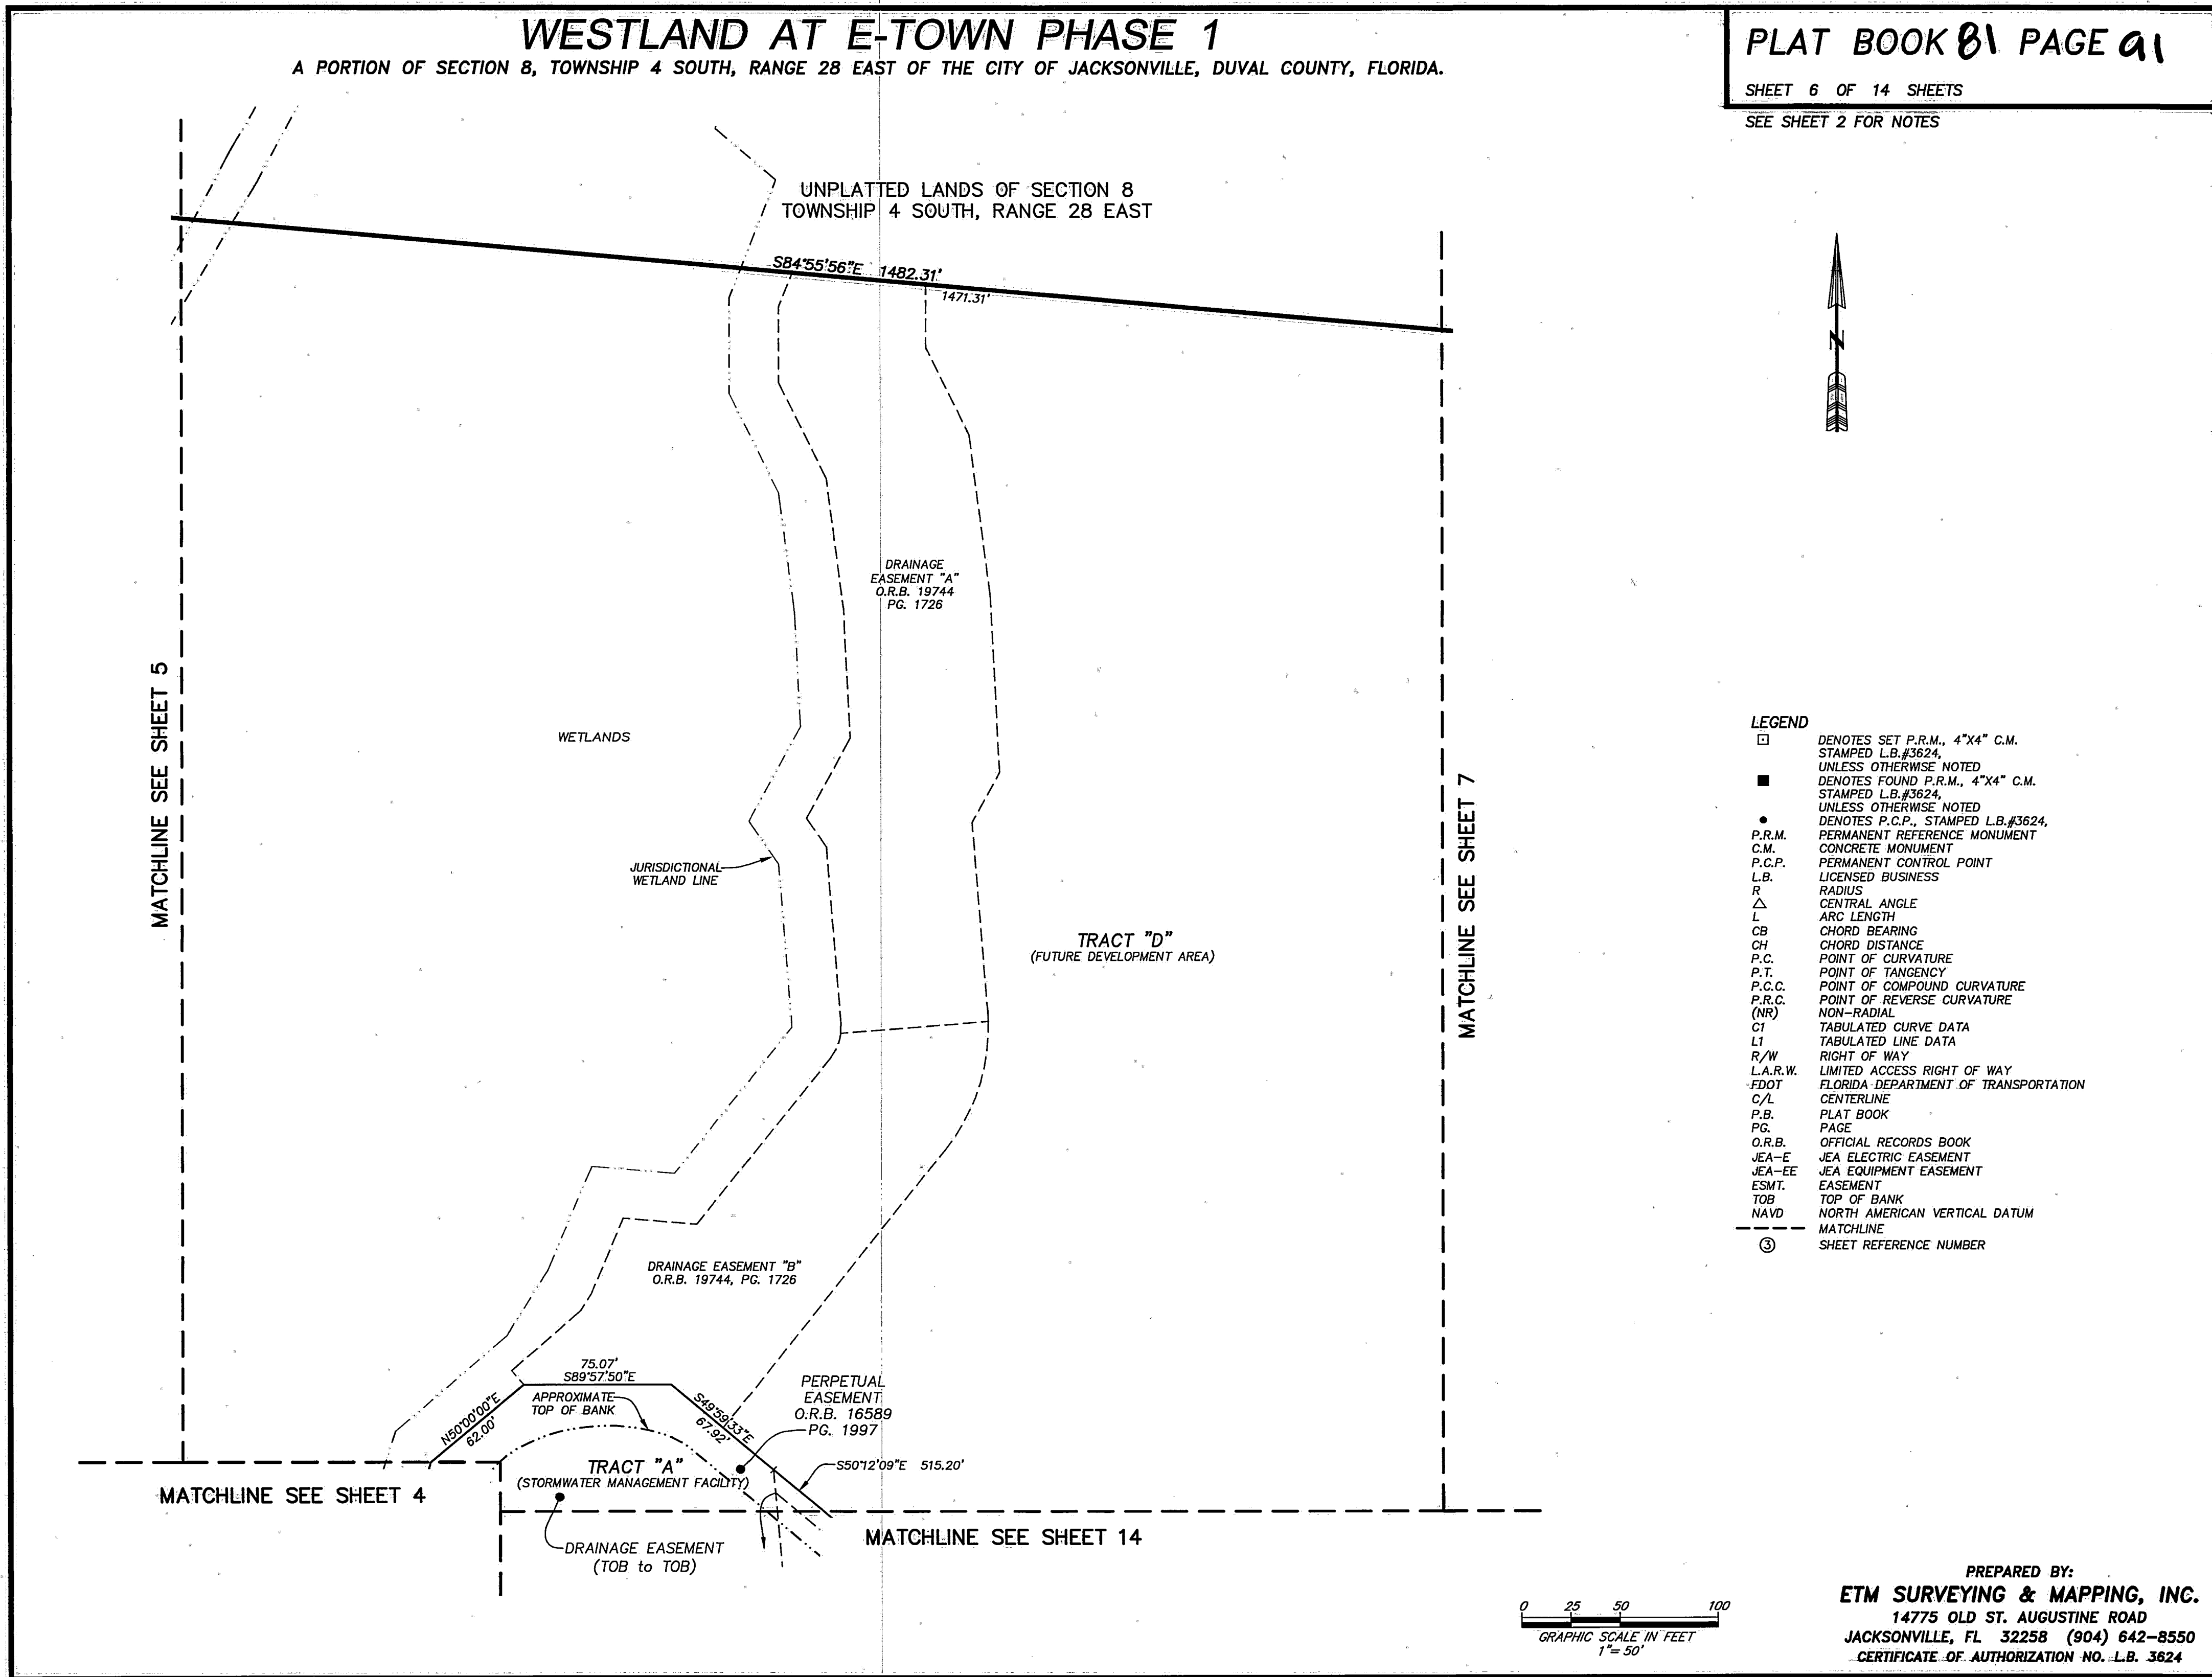 WESTLAND AT E-TOWN PHASE 1
A PORTION OF SECTION 8, TOWNSHIP 4 SOUTH, RANGE 28 EAST OF THE CITY OF JACKSONVILLE, DUVAL COUNTY, FLORIDA.
PLAT BOOK 81 PAGE 91
SHEET 6 OF 14 SHEETS
SEE SHEET 2 FOR NOTES
UNPLATTED LANDS OF SECTION 8
TOWNSHIP 4 SOUTH, RANGE 28 EAST
S84°55'56"E 1482.31'
1471.31'
N
DRAINAGE
EASEMENT "A"
O.R.B. 19744
PG. 1726
MATCHLINE SEE SHEET 5
WETLANDS
JURISDICTIONAL
WETLAND LINE
TRACT "D"
(FUTURE DEVELOPMENT AREA)
MATCHLINE SEE SHEET 7
DRAINAGE EASEMENT "B"
O.R.B. 19744, PG. 1726
75.07'
S89°57'50"E
N50°00'00"E
62.00'
APPROXIMATE
TOP OF BANK
S49°59'33"E
67.92'
PERPETUAL
EASEMENT
O.R.B. 16589
PG. 1997
S50°12'09"E 515.20'
TRACT "A"
(STORMWATER MANAGEMENT FACILITY)
MATCHLINE SEE SHEET 4
MATCHLINE SEE SHEET 14
DRAINAGE EASEMENT
(TOB to TOB)
LEGEND
DENOTES SET P.R.M., 4"X4" C.M.
STAMPED L.B.#3624,
UNLESS OTHERWISE NOTED
DENOTES FOUND P.R.M., 4"X4" C.M.
STAMPED L.B.#3624,
UNLESS OTHERWISE NOTED
DENOTES P.C.P., STAMPED L.B.#3624,
P.R.M. PERMANENT REFERENCE MONUMENT
C.M. CONCRETE MONUMENT
P.C.P. PERMANENT CONTROL POINT
L.B. LICENSED BUSINESS
R RADIUS
△ CENTRAL ANGLE
L ARC LENGTH
CB CHORD BEARING
CH CHORD DISTANCE
P.C. POINT OF CURVATURE
P.T. POINT OF TANGENCY
P.C.C. POINT OF COMPOUND CURVATURE
P.R.C. POINT OF REVERSE CURVATURE
(NR) NON-RADIAL
C1 TABULATED CURVE DATA
L1 TABULATED LINE DATA
R/W RIGHT OF WAY
L.A.R.W. LIMITED ACCESS RIGHT OF WAY
FDOT FLORIDA DEPARTMENT OF TRANSPORTATION
C/L CENTERLINE
P.B. PLAT BOOK
PG. PAGE
O.R.B. OFFICIAL RECORDS BOOK
JEA-E JEA ELECTRIC EASEMENT
JEA-EE JEA EQUIPMENT EASEMENT
ESMT. EASEMENT
TOB TOP OF BANK
NAVD NORTH AMERICAN VERTICAL DATUM
MATCHLINE
③ SHEET REFERENCE NUMBER
0 25 50 100
GRAPHIC SCALE IN FEET
1"= 50'
PREPARED BY:
ETM SURVEYING & MAPPING, INC.
14775 OLD ST. AUGUSTINE ROAD
JACKSONVILLE, FL 32258 (904) 642-8550
CERTIFICATE OF AUTHORIZATION NO. L.B. 3624